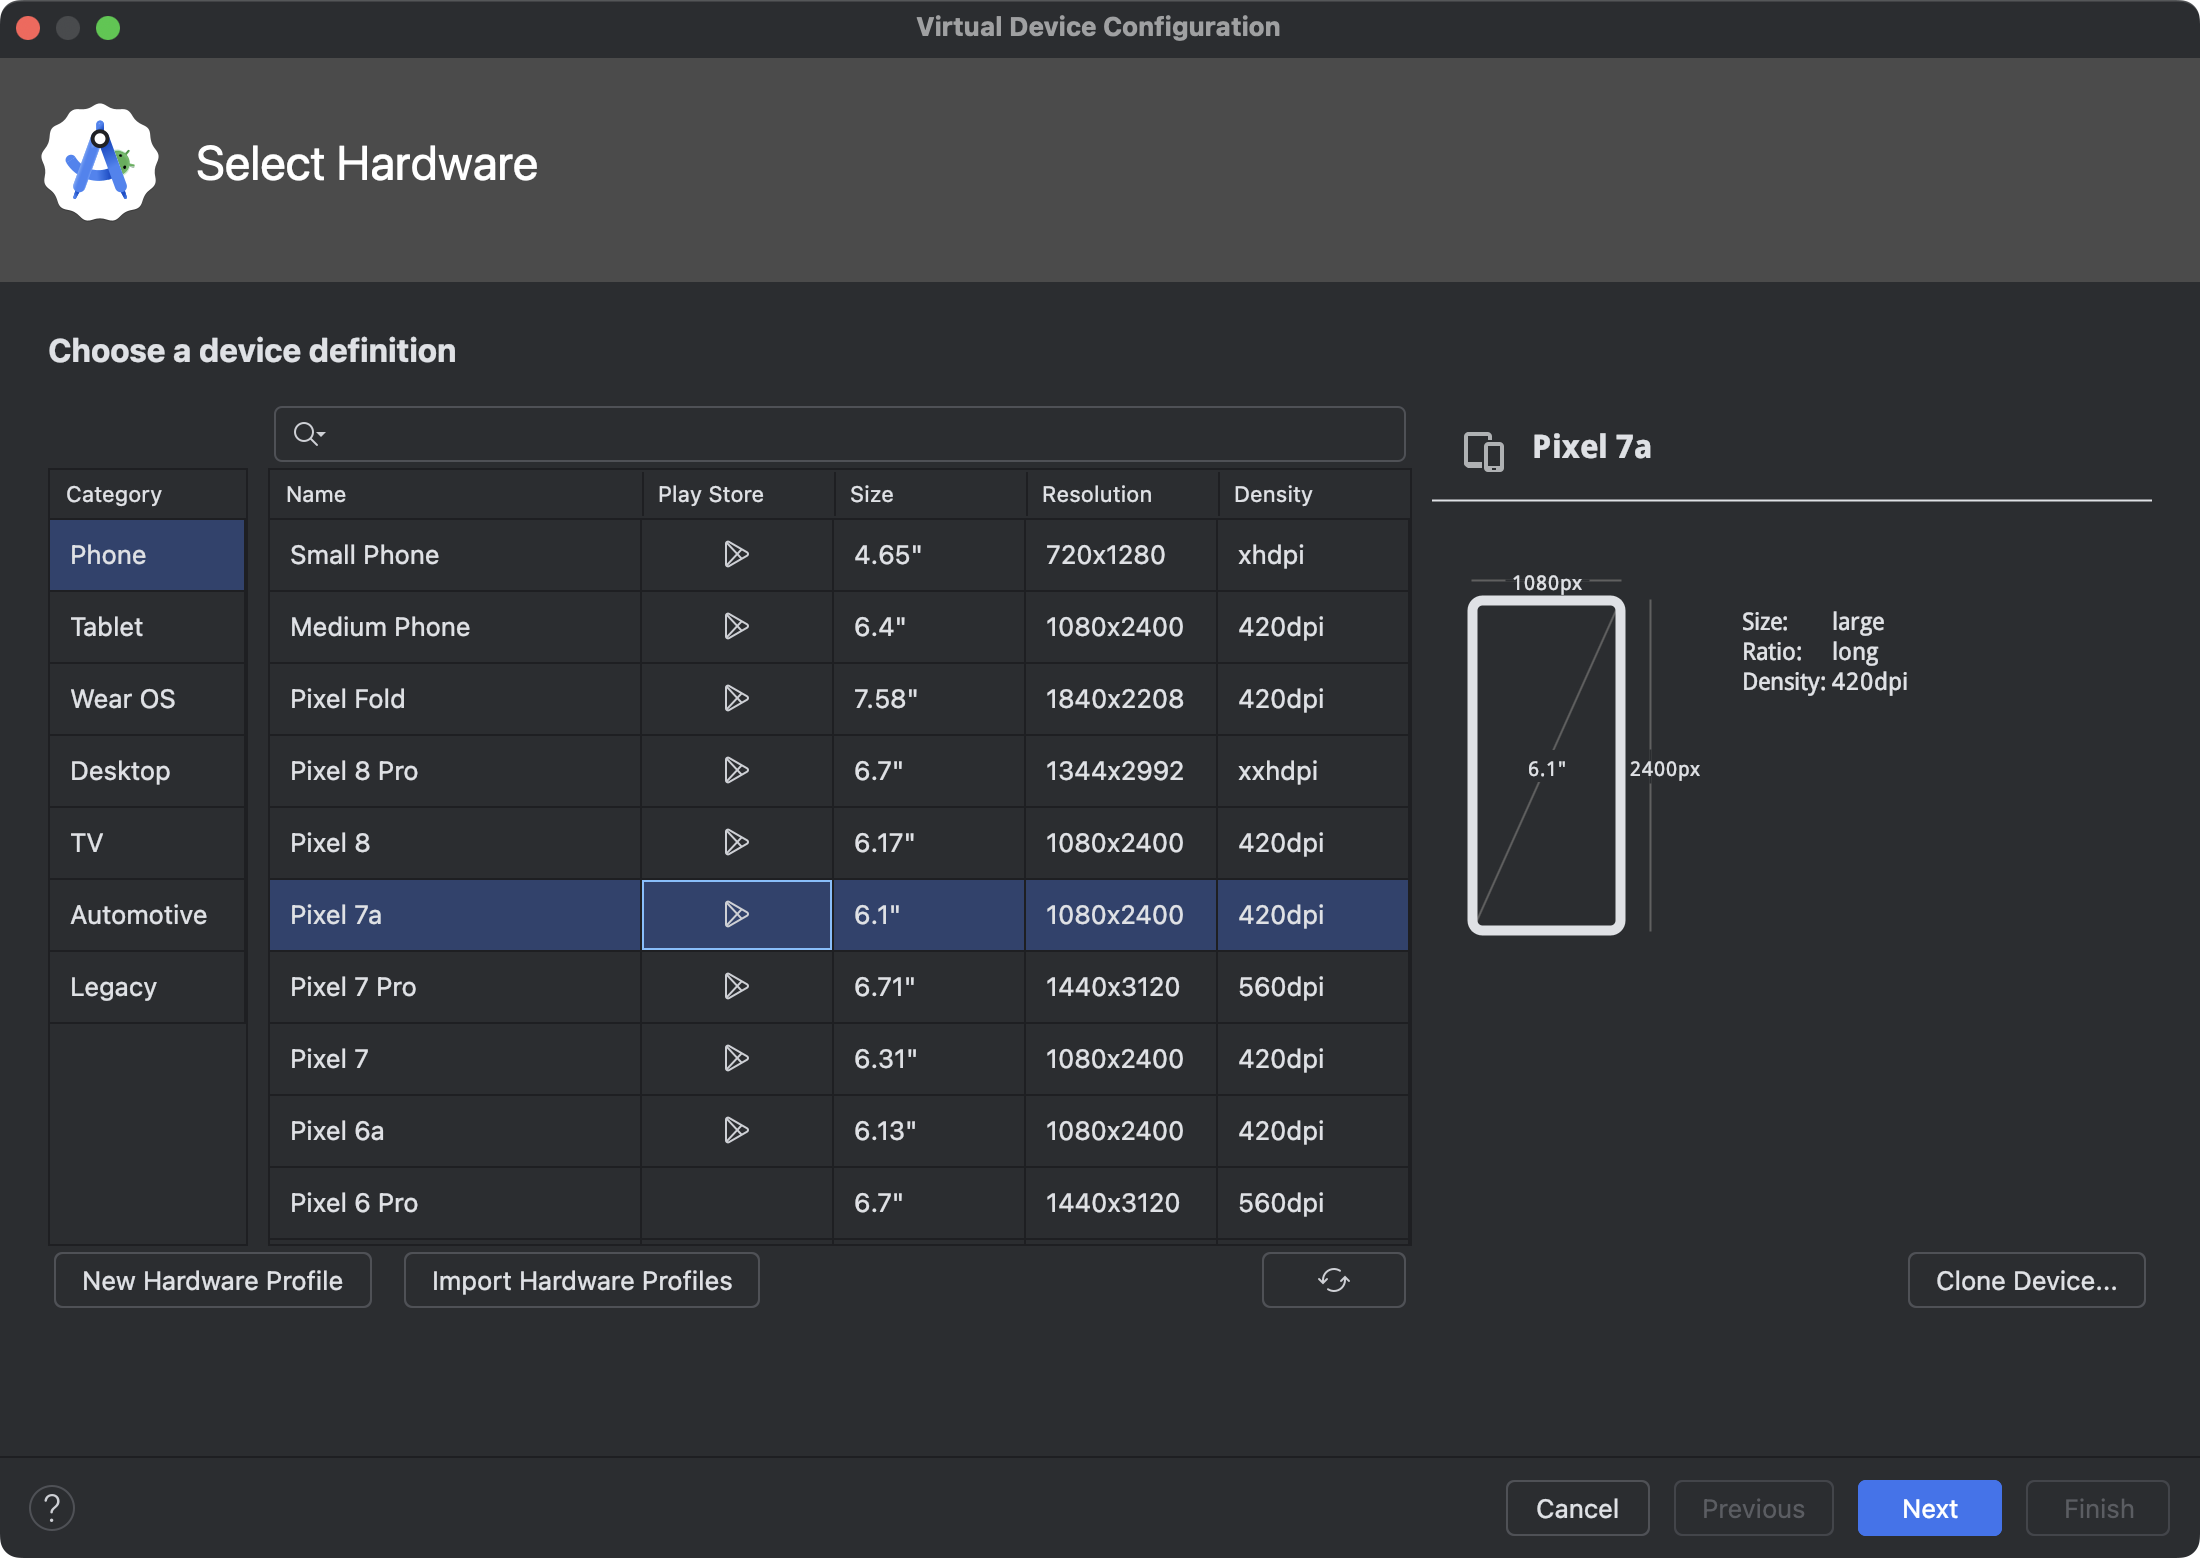 Virtual Device Configuration
Select Hardware
Choose a device definition
Category
Phone
Tablet
Wear OS
Desktop
TV
Automotive
Legacy
Name Play Store Size Resolution Density
Small Phone 4.65" 720x1280 xhdpi
Medium Phone 6.4" 1080x2400 420dpi
Pixel Fold 7.58" 1840x2208 420dpi
Pixel 8 Pro 6.7" 1344x2992 xxhdpi
Pixel 8 6.17" 1080x2400 420dpi
Pixel 7a 6.1" 1080x2400 420dpi
Pixel 7 Pro 6.71" 1440x3120 560dpi
Pixel 7 6.31" 1080x2400 420dpi
Pixel 6a 6.13" 1080x2400 420dpi
Pixel 6 Pro 6.7" 1440x3120 560dpi
Pixel 7a
1080px
6.1"
2400px
Size: large
Ratio: long
Density: 420dpi
New Hardware Profile Import Hardware Profiles Clone Device...
? Cancel Previous Next Finish